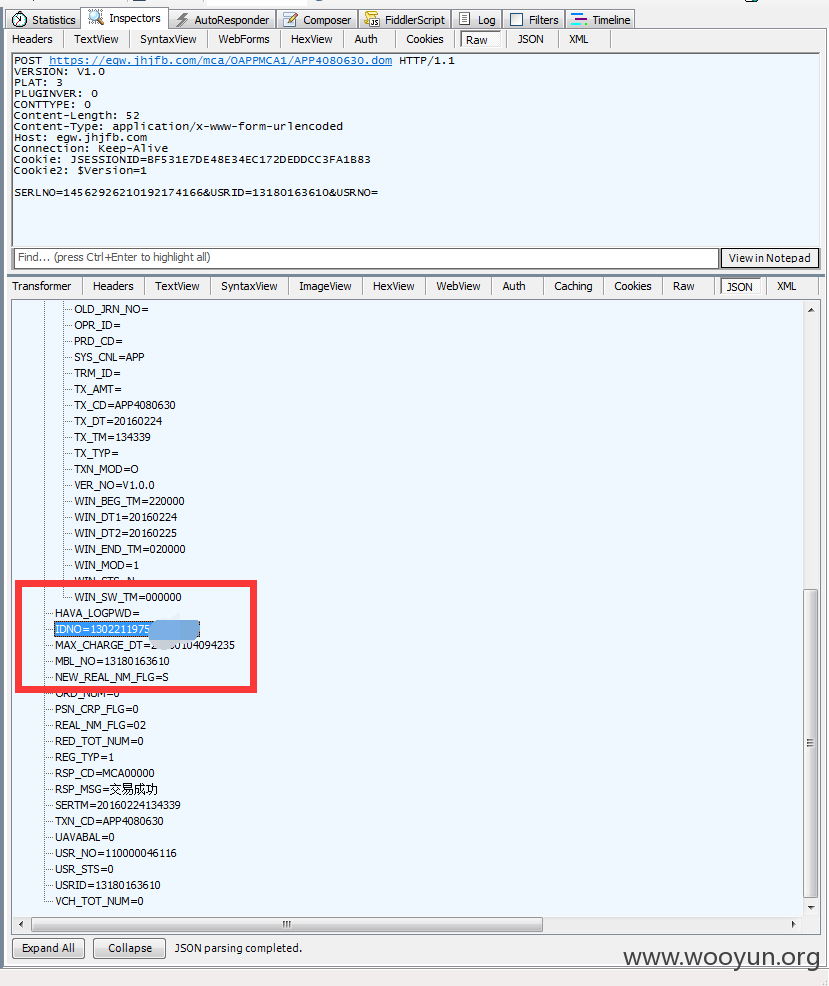 Statistics Inspectors AutoResponder Composer FiddlerScript Log Filters Timeline
Headers TextView SyntaxView WebForms HexView Auth Cookies Raw JSON XML
POST https://egw.jhjfb.com/mca/OAPPMCA1/APP4080630.dom HTTP/1.1
VERSION: V1.0
PLAT: 3
PLUGINVER: 0
CONTTYPE: 0
Content-Length: 52
Content-Type: application/x-www-form-urlencoded
Host: egw.jhjfb.com
Connection: Keep-Alive
Cookie: JSESSIONID=BF531E7DE48E34EC172DEDDCC3FA1B83
Cookie2: $Version=1
SERLNO=14562926210192174166&USRID=13180163610&USRNO=
Find... (press Ctrl+Enter to highlight all) View in Notepad
Transformer Headers TextView SyntaxView ImageView HexView WebView Auth Caching Cookies Raw JSON XML
OLD_JRN_NO=
OPR_ID=
PRD_CD=
SYS_CNL=APP
TRM_ID=
TX_AMT=
TX_CD=APP4080630
TX_DT=20160224
TX_TM=134339
TX_TYP=
TXN_MOD=O
VER_NO=V1.0.0
WIN_BEG_TM=220000
WIN_DT1=20160224
WIN_DT2=20160225
WIN_END_TM=020000
WIN_MOD=1
WIN_STS=N
WIN_SW_TM=000000
HAVA_LOGPWD=
IDNO=1302211975
MAX_CHARGE_DT=2 0104094235
MBL_NO=13180163610
NEW_REAL_NM_FLG=S
ORD_NUM=0
PSN_CRP_FLG=0
REAL_NM_FLG=02
RED_TOT_NUM=0
REG_TYP=1
RSP_CD=MCA00000
RSP_MSG=交易成功
SERTM=20160224134339
TXN_CD=APP4080630
UAVABAL=0
USR_NO=110000046116
USR_STS=0
USRID=13180163610
VCH_TOT_NUM=0
Expand All Collapse JSON parsing completed.
www.wooyun.org